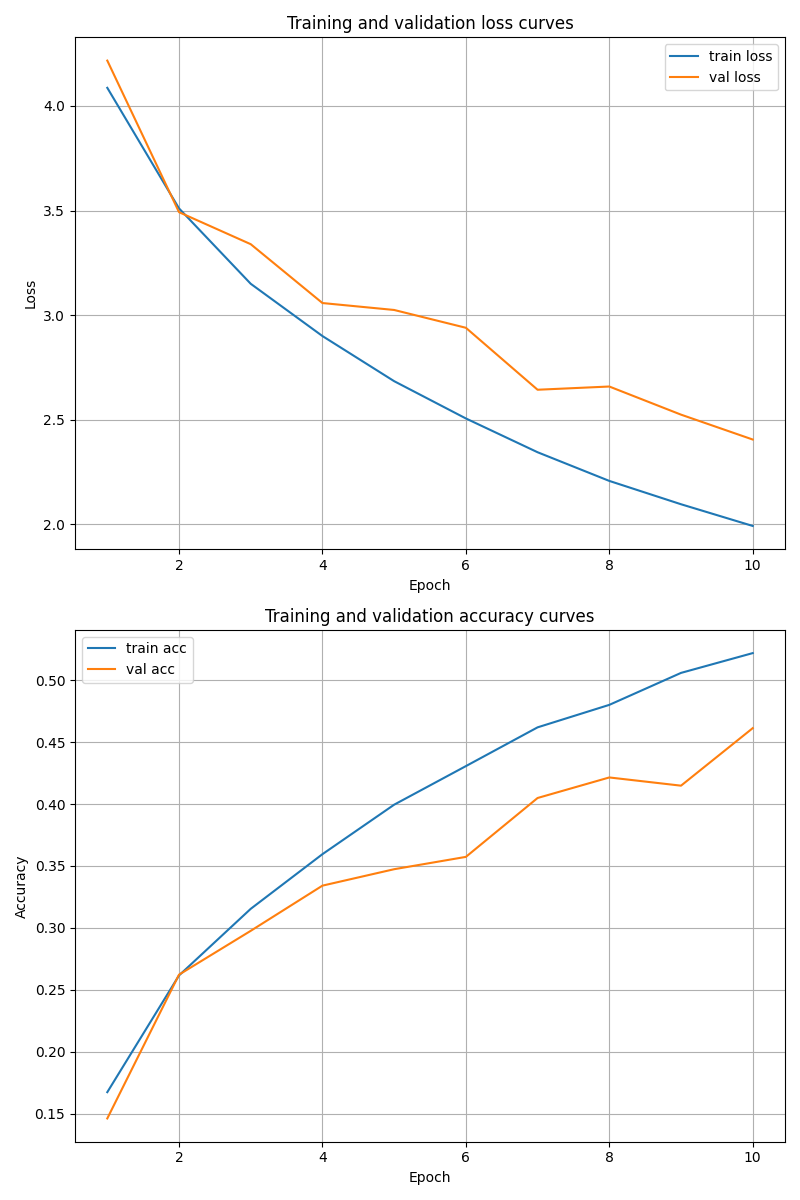 Training and validation loss curves
train loss
val loss
4.0
3.5
3.0
2.5
2.0
Loss
2 4 6 8 10
Epoch
Training and validation accuracy curves
train acc
val acc
0.50
0.45
0.40
0.35
0.30
0.25
0.20
0.15
Accuracy
2 4 6 8 10
Epoch